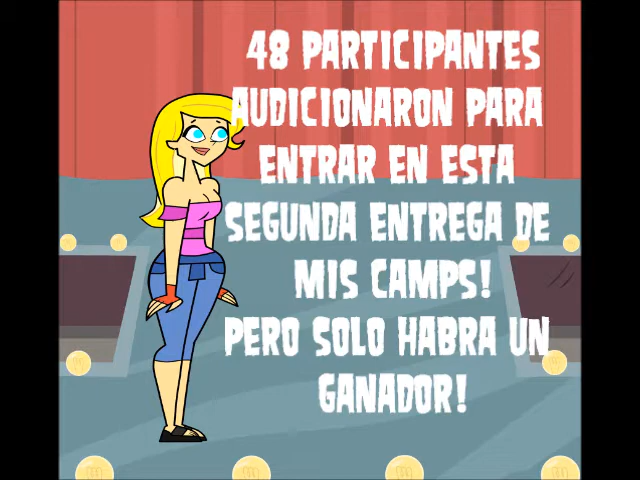 48 PARTICIPANTES
AUDICIONARON PARA
ENTRAR EN ESTA
SEGUNDA ENTREGA DE
MIS CAMPS!
PERO SOLO HABRA UN
GANADOR!